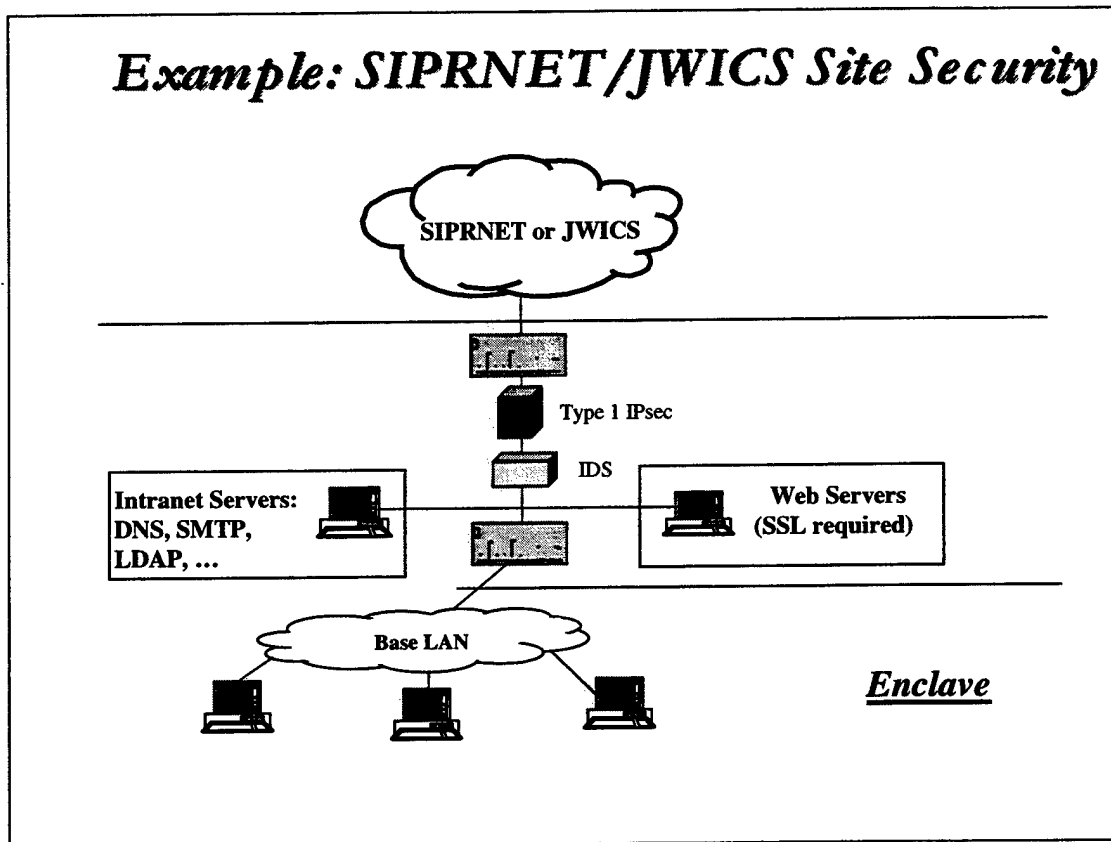 Example: SIPRNET/JWICS Site Security
SIPRNET or JWICS
Type 1 IPsec
IDS
Intranet Servers:
DNS, SMTP,
LDAP, ...
Web Servers
(SSL required)
Base LAN
Enclave